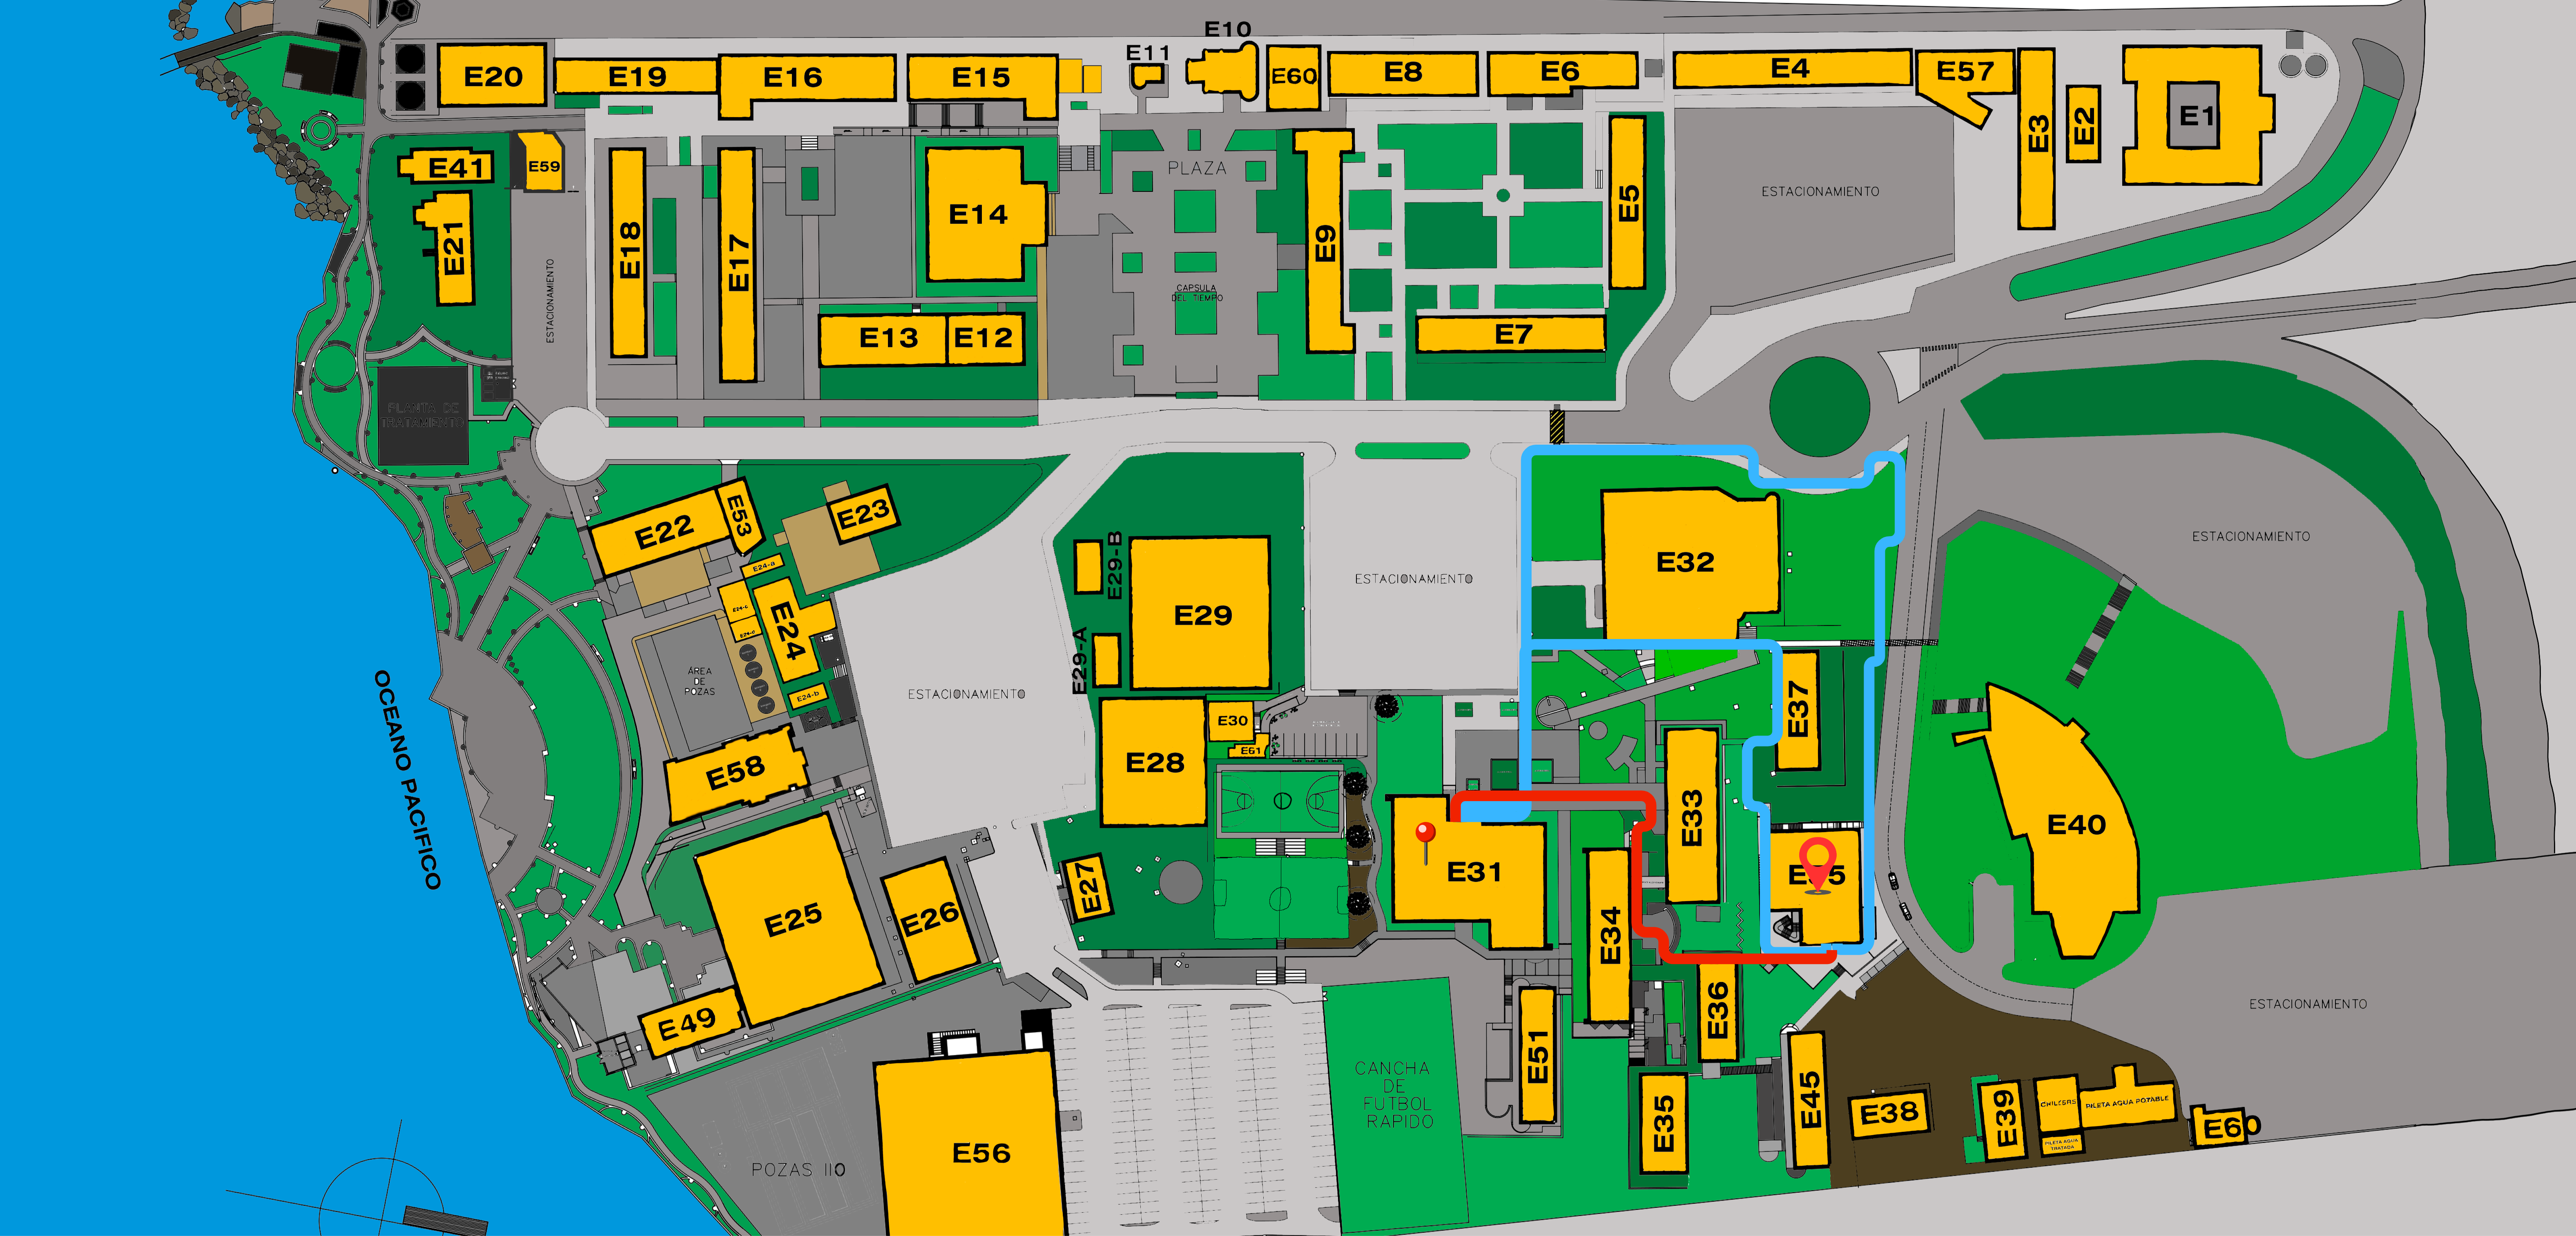 E10
E11
E20
E19
E16
E15
E60
E8
E6
E4
E57
E3
E2
E1
E41
E59
E21
E18
E17
E14
PLAZA
CAPSULA
DEL TIEMPO
E9
E5
ESTACIONAMIENTO
ESTACIONAMIENTO
E13
E12
E7
PLANTA DE
TRATAMIENTO
E22
E53
E23
E24-a
E24-c
E24
E24-b
ÁREA
DE
POZAS
ESTACIONAMIENTO
E29-B
E29
E29-A
ESTACIONAMIENTO
E32
ESTACIONAMIENTO
OCEANO PACIFICO
E58
E28
E30
E61
E37
E33
E40
E31
E25
E26
E27
E34
E49
E36
E51
ESTACIONAMIENTO
E56
POZAS 110
CANCHA
DE
FUTBOL
RAPIDO
E35
E45
E38
E39
CHILLERS
PILETA AGUA POTABLE
PILETA AGUA
TRATADA
E60